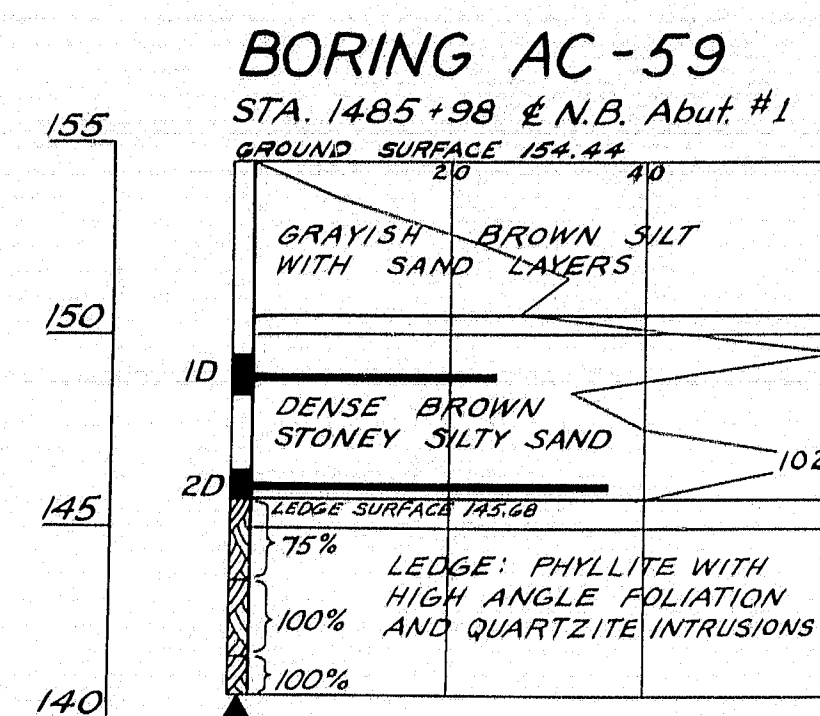 BORING AC-59
STA. 1485+98 ℄ N.B. Abut. #1
155
GROUND SURFACE 154.44
20 40
GRAYISH BROWN SILT
WITH SAND LAYERS
150
1D
DENSE BROWN
STONEY SILTY SAND
102
2D
LEDGE SURFACE 145.68
145
75%
LEDGE: PHYLLITE WITH
HIGH ANGLE FOLIATION
100%
AND QUARTZITE INTRUSIONS
100%
140